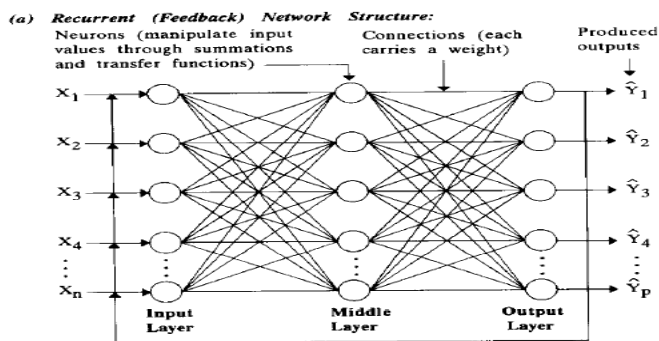 (a) Recurrent (Feedback) Network Structure:
Neurons (manipulate input
values through summations
and transfer functions)
Connections (each
carries a weight)
Produced
outputs
X1
Ŷ1
X2
Ŷ2
X3
Ŷ3
X4
Ŷ4
Xn
Ŷp
Input
Layer
Middle
Layer
Output
Layer